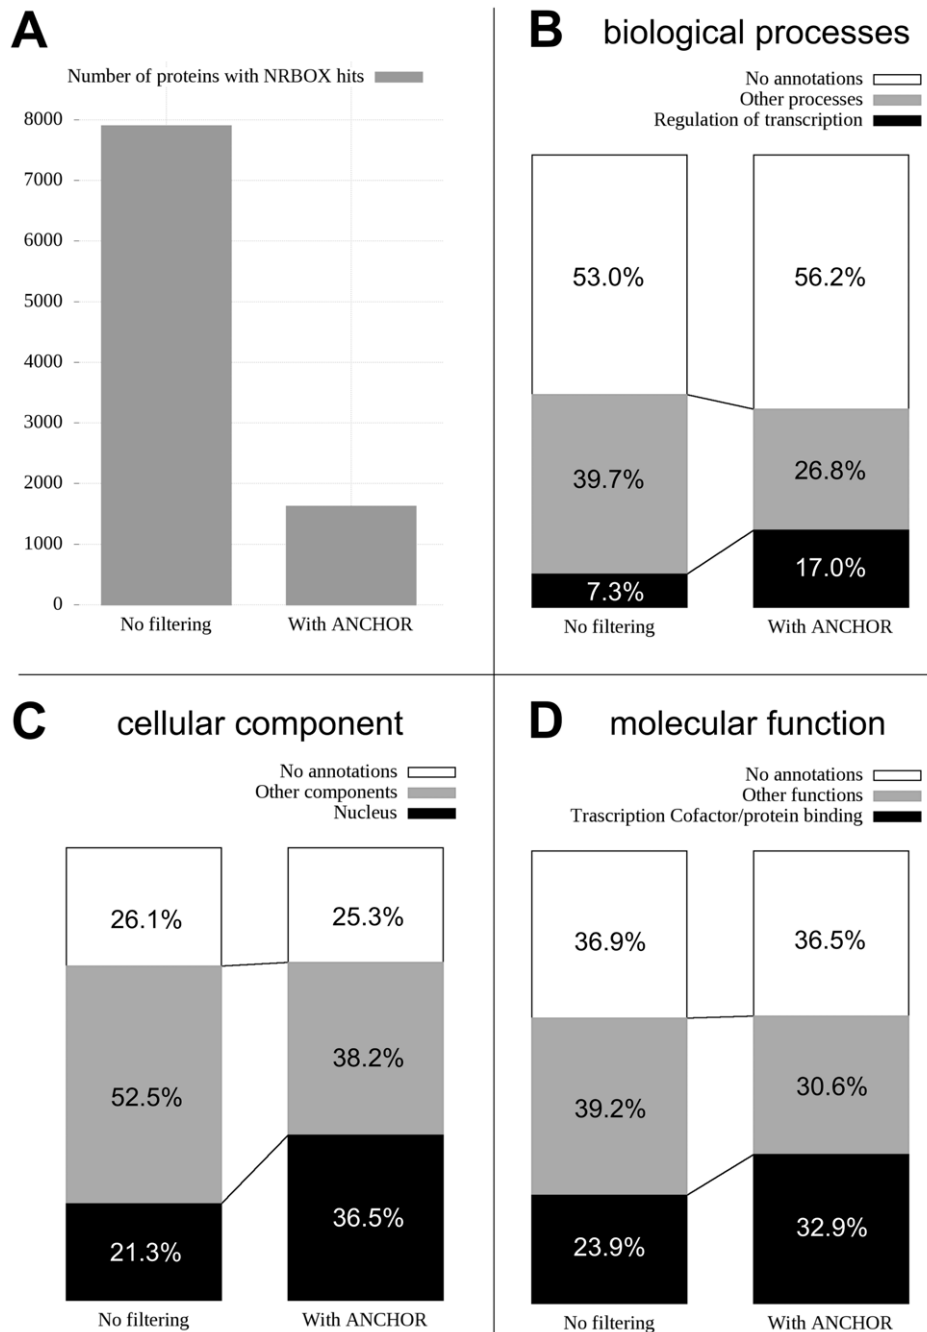 A
Number of proteins with NRBOX hits
8000
7000
6000
5000
4000
3000
2000
1000
0
No filtering
With ANCHOR
B
biological processes
No annotations
Other processes
Regulation of transcription
53.0%
56.2%
39.7%
26.8%
7.3%
17.0%
No filtering
With ANCHOR
C
cellular component
No annotations
Other components
Nucleus
26.1%
25.3%
52.5%
38.2%
21.3%
36.5%
No filtering
With ANCHOR
D
molecular function
No annotations
Other functions
Trascription Cofactor/protein binding
36.9%
36.5%
39.2%
30.6%
23.9%
32.9%
No filtering
With ANCHOR